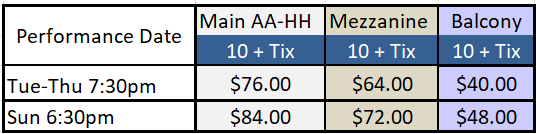 Performance Date Main AA-HH Mezzanine Balcony
10 + Tix 10 + Tix 10 + Tix
Tue-Thu 7:30pm $76.00 $64.00 $40.00
Sun 6:30pm $84.00 $72.00 $48.00